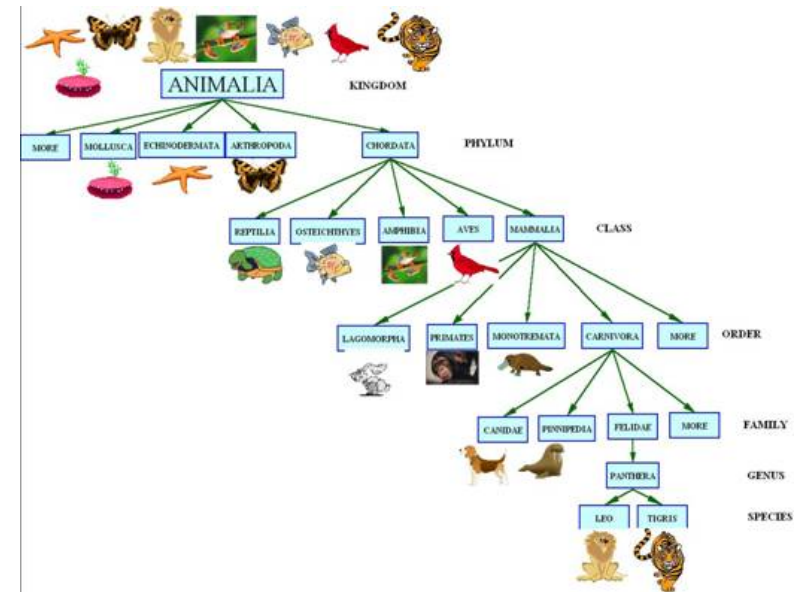 ANIMALIA KINGDOM
MORE MOLLUSCA ECHINODERMATA ARTHROPODA CHORDATA PHYLUM
REPTILIA OSTEICHTHYES AMPHIBIA AVES MAMMALIA CLASS
LAGOMORPHA PRIMATES MONOTREMATA CARNIVORA MORE ORDER
CANIDAE PINNIPEDIA FELIDAE MORE FAMILY
PANTHERA GENUS
LEO TIGRIS SPECIES